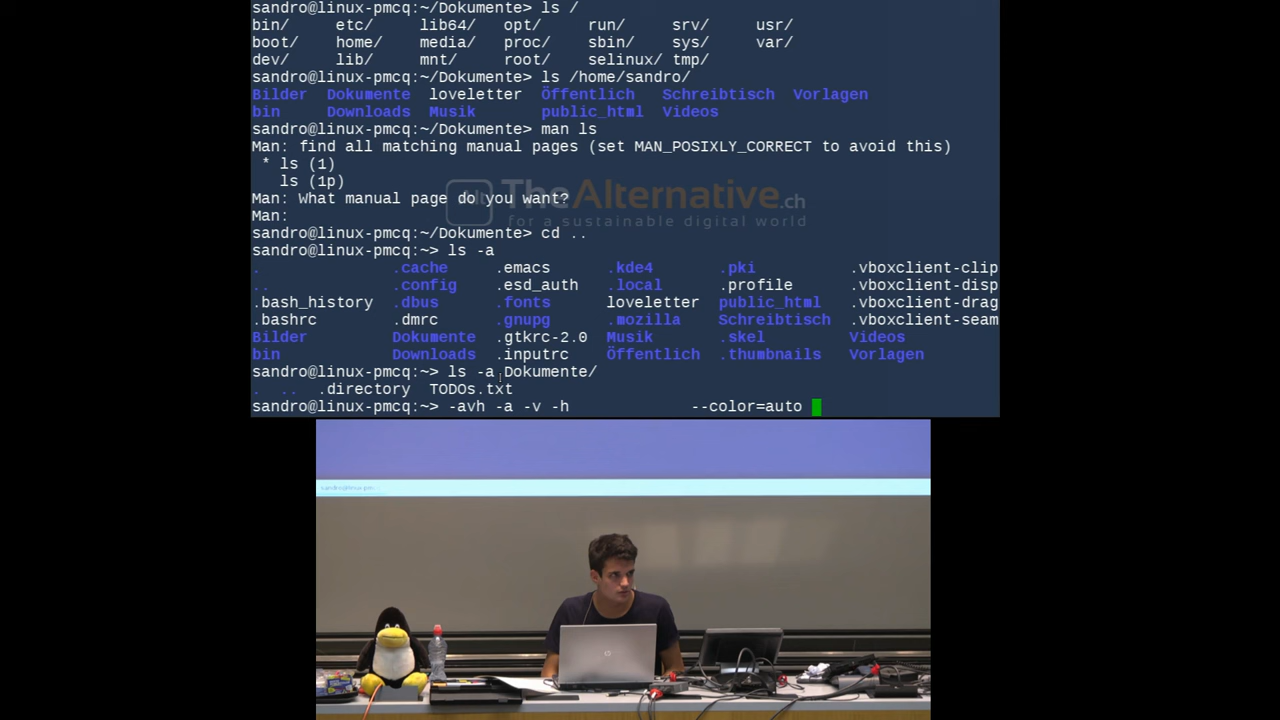 sandro@linux-pmcq:~/Dokumente> ls /
bin/ etc/ lib64/ opt/ run/ srv/ usr/
boot/ home/ media/ proc/ sbin/ sys/ var/
dev/ lib/ mnt/ root/ selinux/ tmp/
sandro@linux-pmcq:~/Dokumente> ls /home/sandro/
Bilder Dokumente loveletter Öffentlich Schreibtisch Vorlagen
bin Downloads Musik public_html Videos
sandro@linux-pmcq:~/Dokumente> man ls
Man: find all matching manual pages (set MAN_POSIXLY_CORRECT to avoid this)
* ls (1)
ls (1p)
Man: What manual page do you want?
Man:
TheAlternative.ch
for a sustainable digital world
sandro@linux-pmcq:~/Dokumente> cd ..
sandro@linux-pmcq:~> ls -a
. .cache .emacs .kde4 .pki .vboxclient-clip
.. .config .esd_auth .local .profile .vboxclient-disp
.bash_history .dbus .fonts loveletter public_html .vboxclient-drag
.bashrc .dmrc .gnupg .mozilla Schreibtisch .vboxclient-seam
Bilder Dokumente .gtkrc-2.0 Musik .skel Videos
bin Downloads .inputrc Öffentlich .thumbnails Vorlagen
sandro@linux-pmcq:~> ls -a Dokumente/
. .. .directory TODOs.txt
sandro@linux-pmcq:~> -avh -a -v -h --color=auto
hp